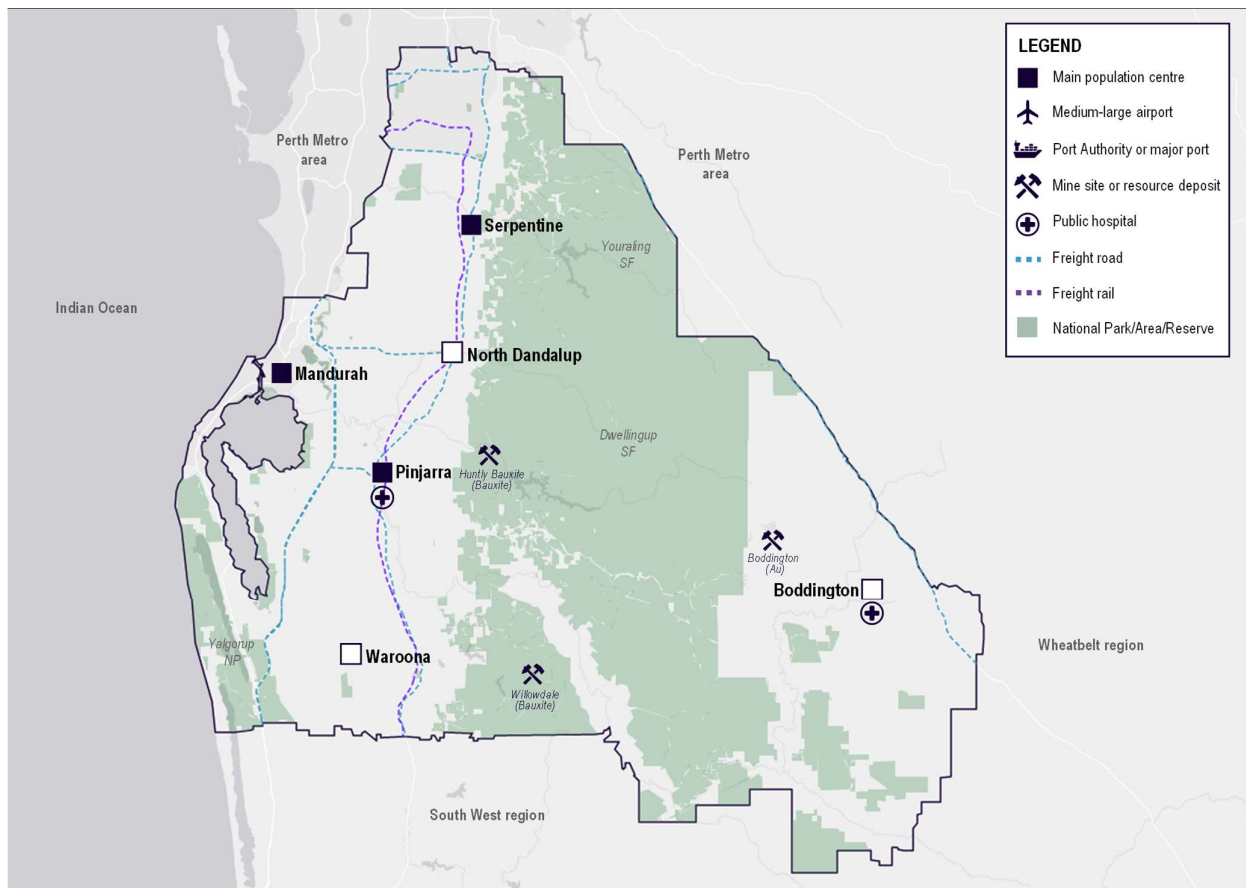 LEGEND
Main population centre
Medium-large airport
Port Authority or major port
Mine site or resource deposit
Public hospital
Freight road
Freight rail
National Park/Area/Reserve
Perth Metro
area
Perth Metro
area
Serpentine
Youraling
SF
Indian Ocean
North Dandalup
Mandurah
Dwellingup
SF
Pinjarra
Huntly Bauxite
(Bauxite)
Boddington
(Au)
Boddington
Yalgorup
NP
Waroona
Wheatbelt region
Willowdale
(Bauxite)
South West region